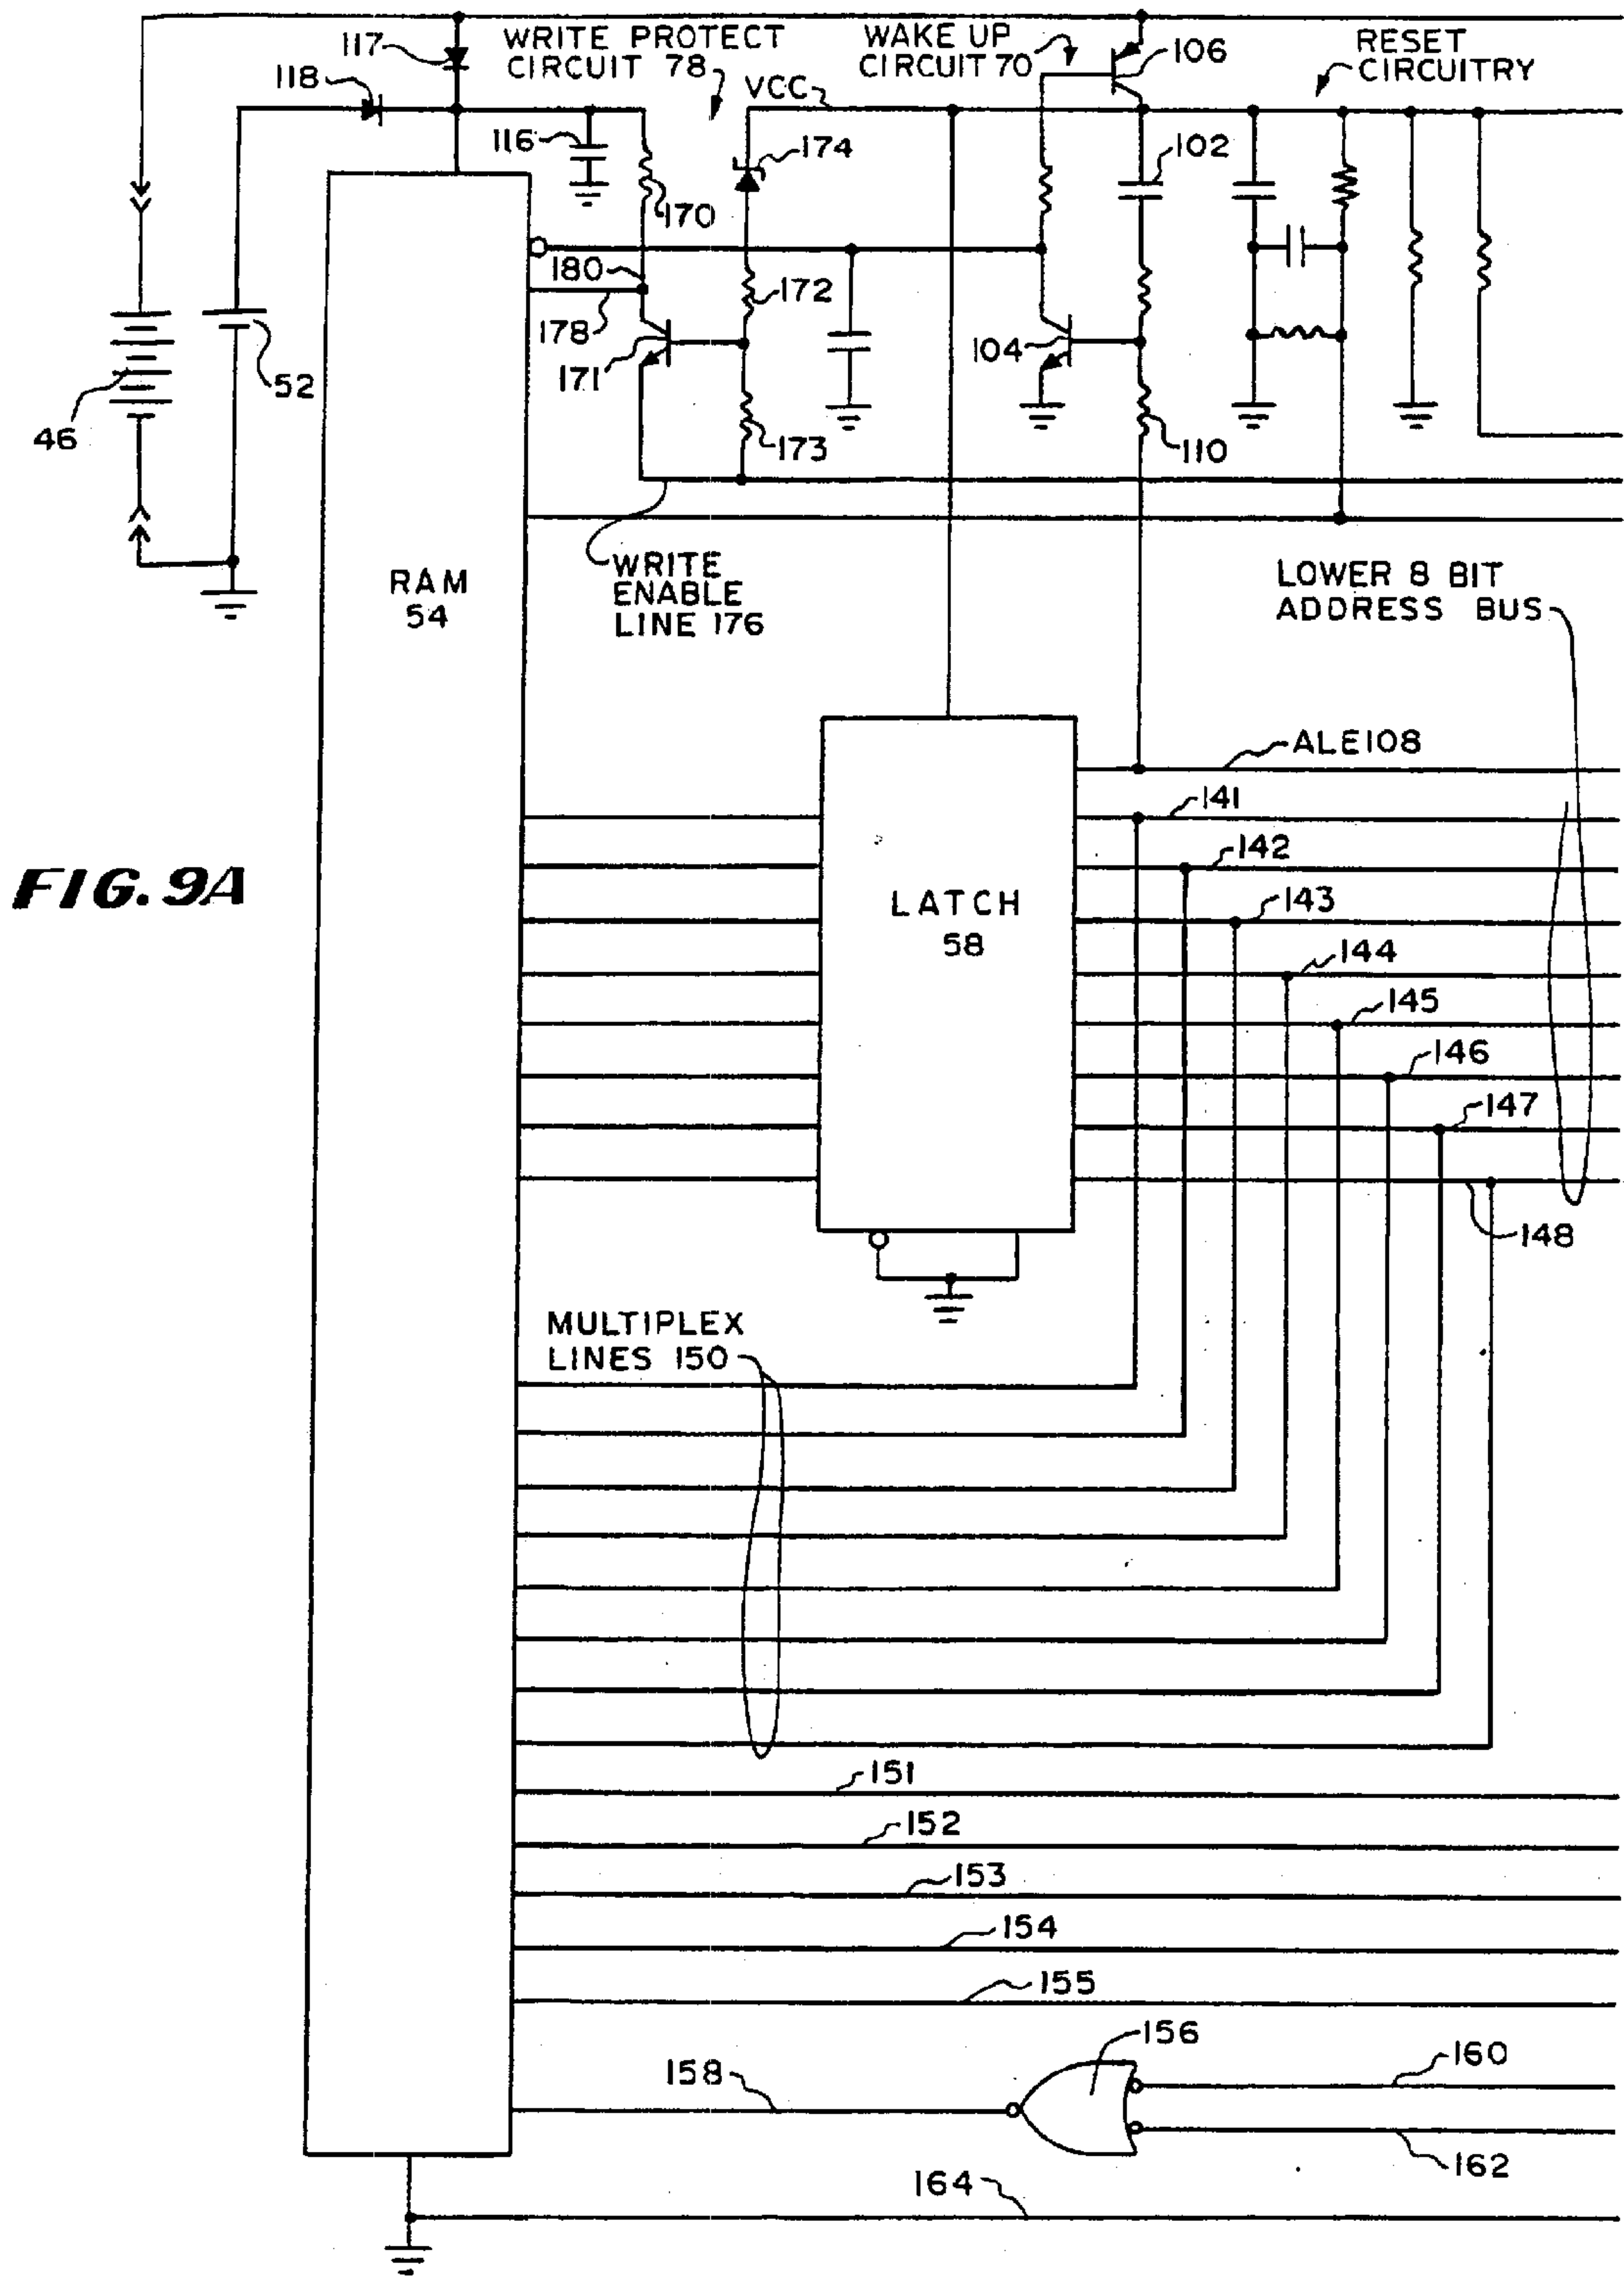 117
WRITE PROTECT
CIRCUIT 78
WAKE UP
CIRCUIT 70
106
RESET
CIRCUITRY
118
VCC
116
174
102
170
180
172
178
171
104
52
46
173
110
WRITE
ENABLE
LINE 176
RAM
54
LOWER 8 BIT
ADDRESS BUS
ALE108
141
FIG. 9A
142
LATCH
58
143
144
145
146
147
148
MULTIPLEX
LINES 150
151
152
153
154
155
156
158
160
162
164